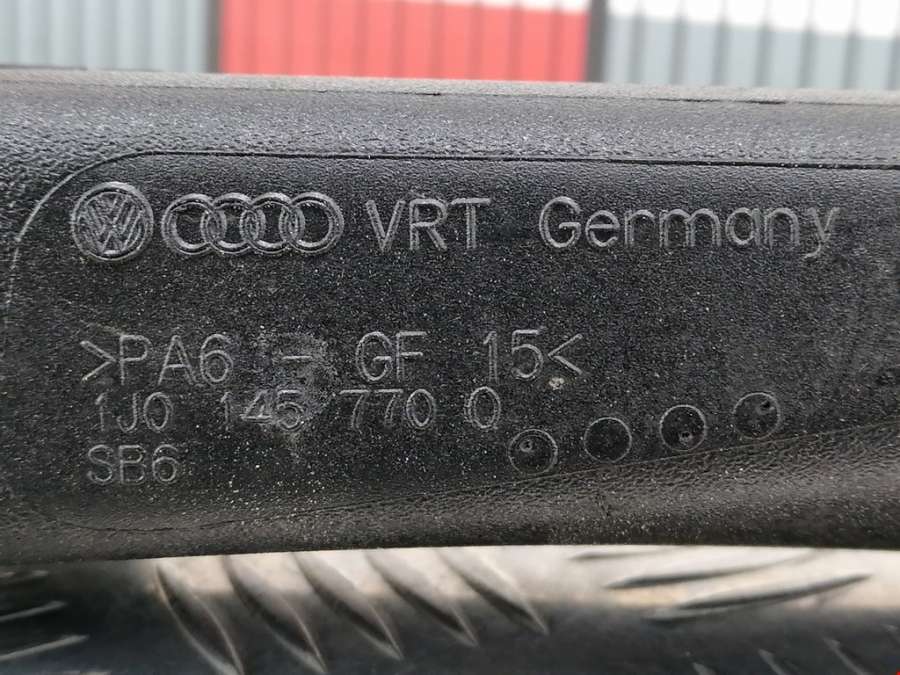 VRT Germany
>PA6 - GF 15<
1J0 145 770 Q
SB6